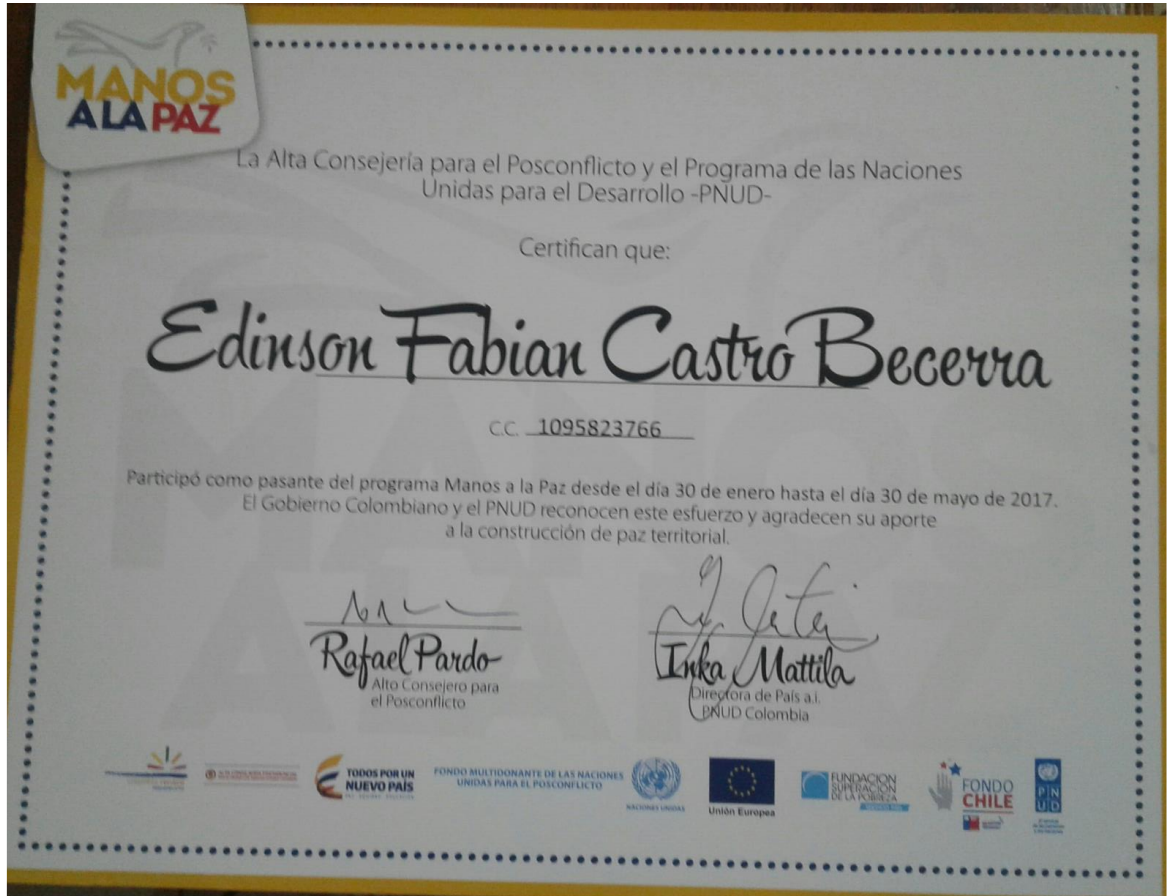 MANOS
A LA PAZ
La Alta Consejería para el Posconflicto y el Programa de las Naciones
Unidas para el Desarrollo -PNUD-
Certifican que:
Edinson Fabian Castro Becerra
C.C. 1095823766
Participó como pasante del programa Manos a la Paz desde el día 30 de enero hasta el día 30 de mayo de 2017.
El Gobierno Colombiano y el PNUD reconocen este esfuerzo y agradecen su aporte
a la construcción de paz territorial.
Rafael Pardo
Alto Consejero para
el Posconflicto
Inka Mattila
Directora de País a.i.
PNUD Colombia
TODOS POR UN
NUEVO PAÍS
PAZ EQUIDAD EDUCACIÓN
FONDO MULTIDONANTE DE LAS NACIONES
UNIDAS PARA EL POSCONFLICTO
NACIONES UNIDAS
Unión Europea
FUNDACION
SUPERACIÓN
DE LA POBREZA
FONDO
CHILE
P N
U D